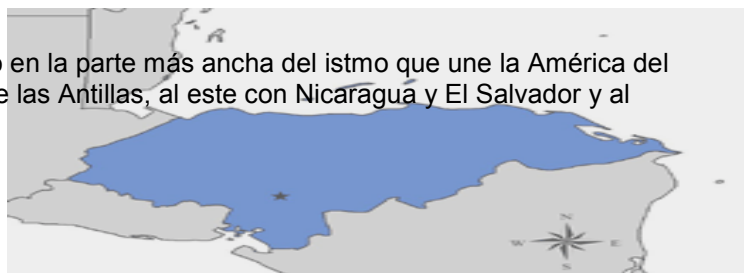 en la parte más ancha del istmo que une la América del
e las Antillas, al este con Nicaragua y El Salvador y al
N
W E
S